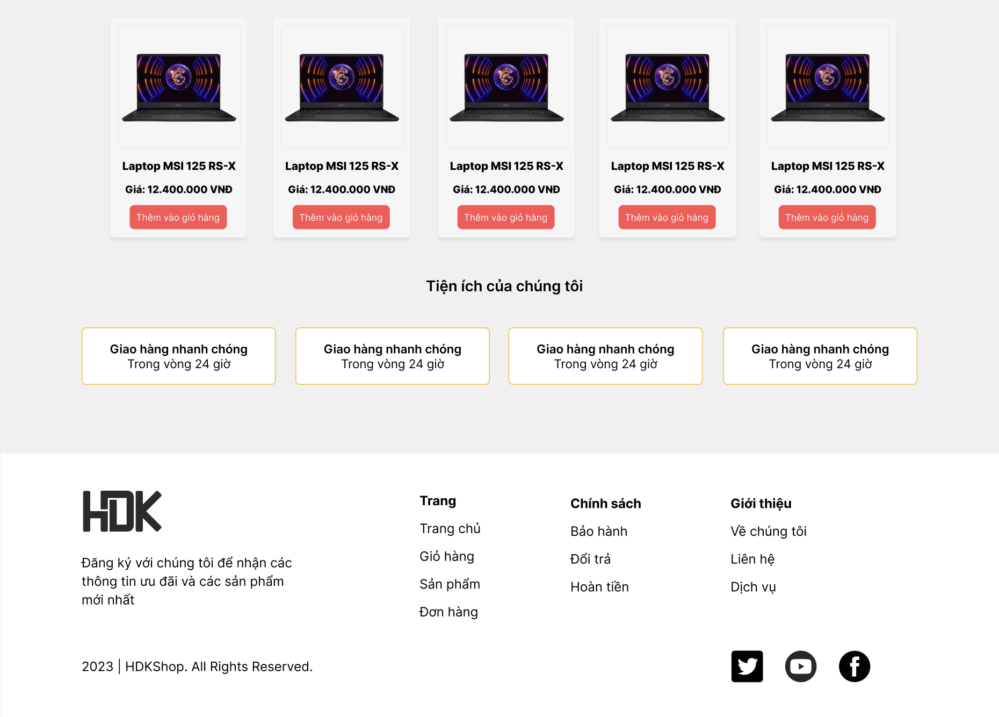 Laptop MSI 125 RS-X
Giá: 12.400.000 VNĐ
Thêm vào giỏ hàng
Laptop MSI 125 RS-X
Giá: 12.400.000 VNĐ
Thêm vào giỏ hàng
Laptop MSI 125 RS-X
Giá: 12.400.000 VNĐ
Thêm vào giỏ hàng
Laptop MSI 125 RS-X
Giá: 12.400.000 VNĐ
Thêm vào giỏ hàng
Laptop MSI 125 RS-X
Giá: 12.400.000 VNĐ
Thêm vào giỏ hàng
Tiện ích của chúng tôi
Giao hàng nhanh chóng
Trong vòng 24 giờ
Giao hàng nhanh chóng
Trong vòng 24 giờ
Giao hàng nhanh chóng
Trong vòng 24 giờ
Giao hàng nhanh chóng
Trong vòng 24 giờ
HDK
Đăng ký với chúng tôi để nhận các
thông tin ưu đãi và các sản phẩm
mới nhất
Trang
Trang chủ
Giỏ hàng
Sản phẩm
Đơn hàng
Chính sách
Bảo hành
Đổi trả
Hoàn tiền
Giới thiệu
Về chúng tôi
Liên hệ
Dịch vụ
2023 | HDKShop. All Rights Reserved.